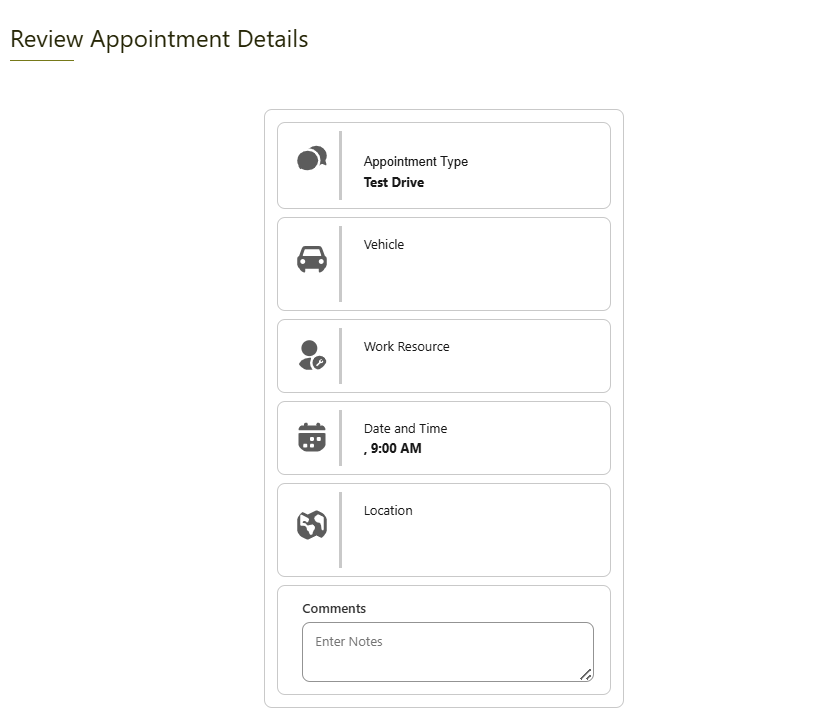 Review Appointment Details
Appointment Type
Test Drive
Vehicle
Work Resource
Date and Time
, 9:00 AM
Location
Comments
Enter Notes